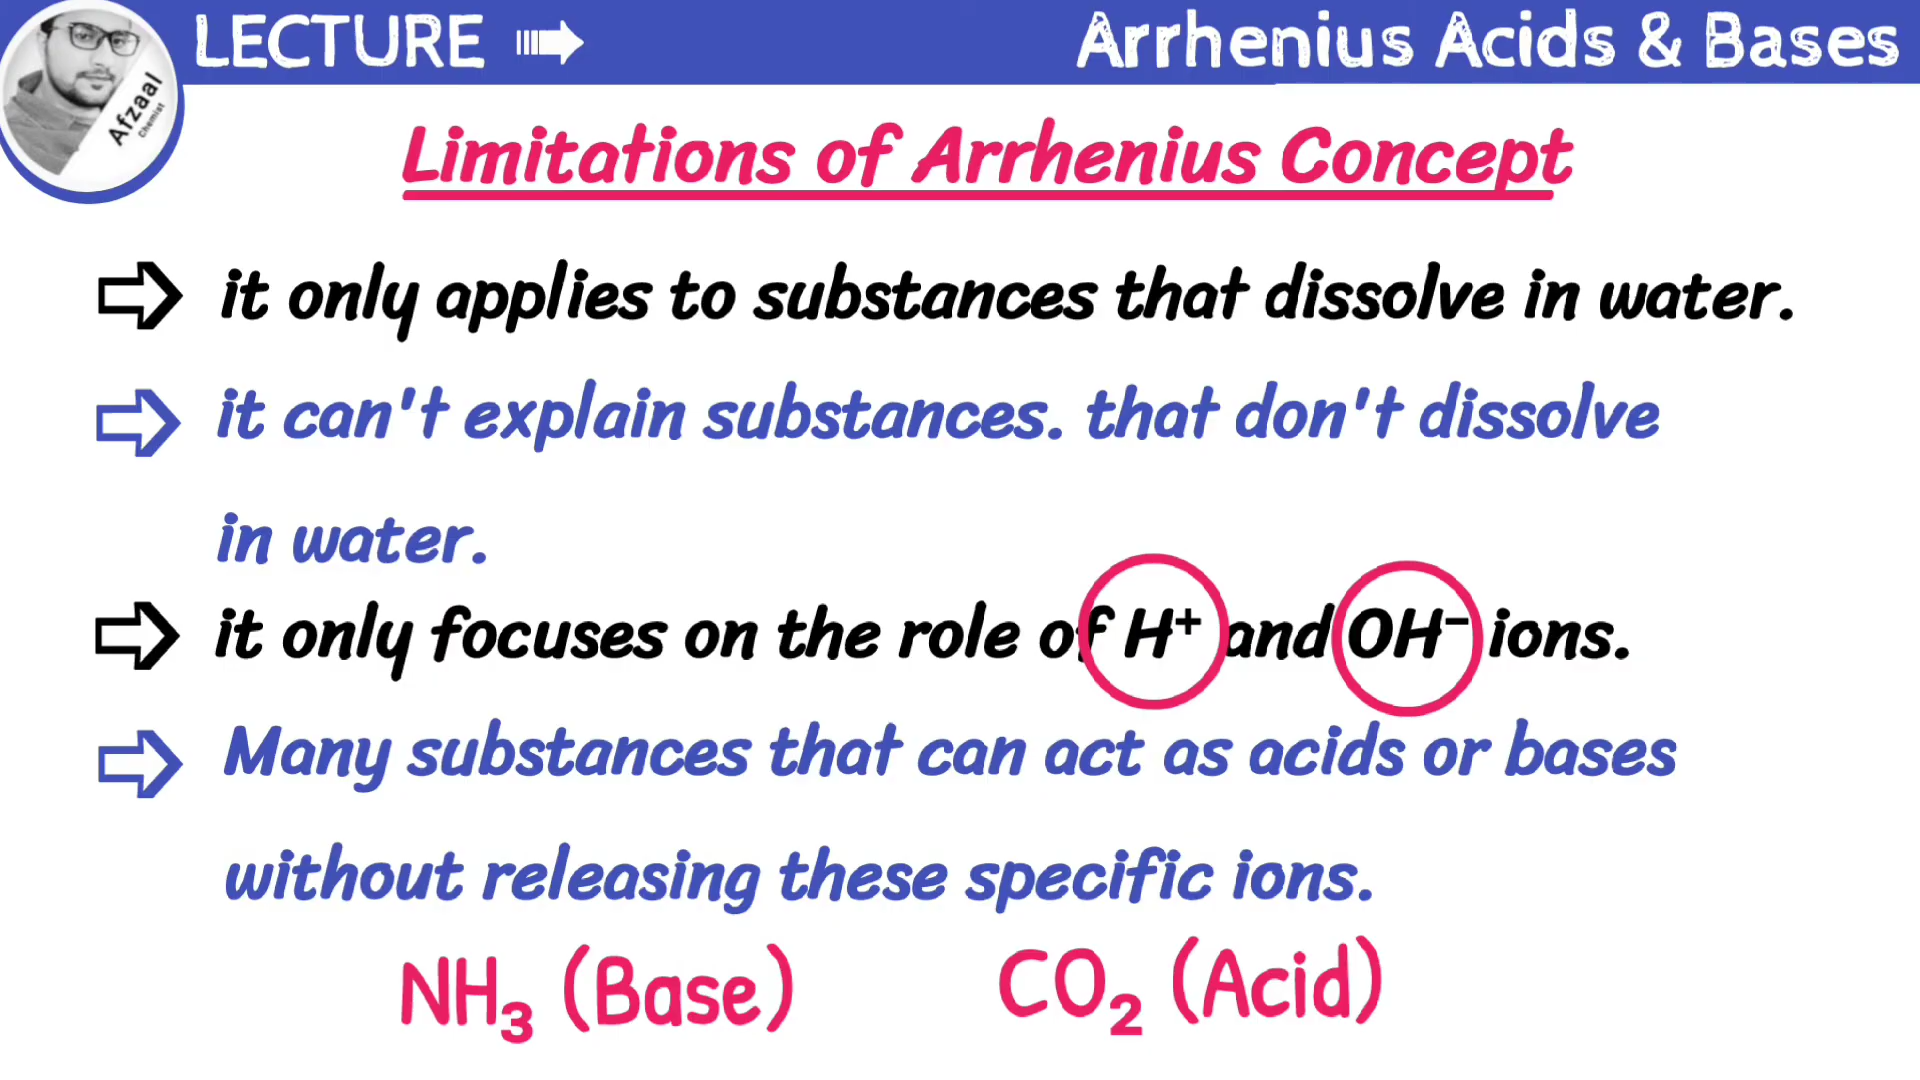 LECTURE
Arrhenius Acids & Bases
Afzaal
Chemist
Limitations of Arrhenius Concept
it only applies to substances that dissolve in water.
it can't explain substances. that don't dissolve
in water.
it only focuses on the role of H⁺ and OH⁻ ions.
Many substances that can act as acids or bases
without releasing these specific ions.
NH₃ (Base) CO₂ (Acid)